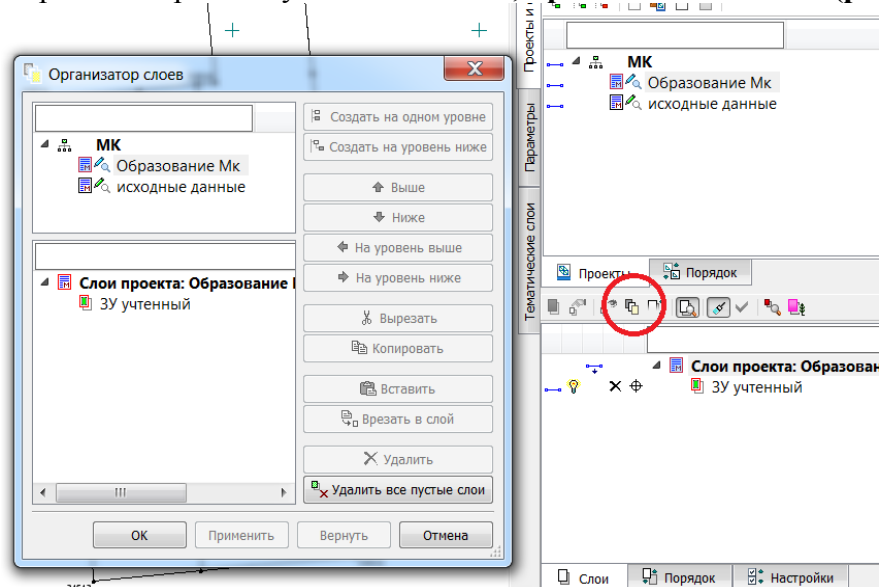 Организатор слоев
МК
Образование Мк
исходные данные
Слои проекта: Образование
ЗУ учтенный
Создать на одном уровне
Создать на уровень ниже
Выше
Ниже
На уровень выше
На уровень ниже
Вырезать
Копировать
Вставить
Врезать в слой
Удалить
Удалить все пустые слои
ОК
Применить
Вернуть
Отмена
Проекты и
Параметры
Тематические слои
МК
Образование Мк
исходные данные
Проекты
Порядок
Слои проекта: Образован
ЗУ учтенный
Слои
Порядок
Настройки